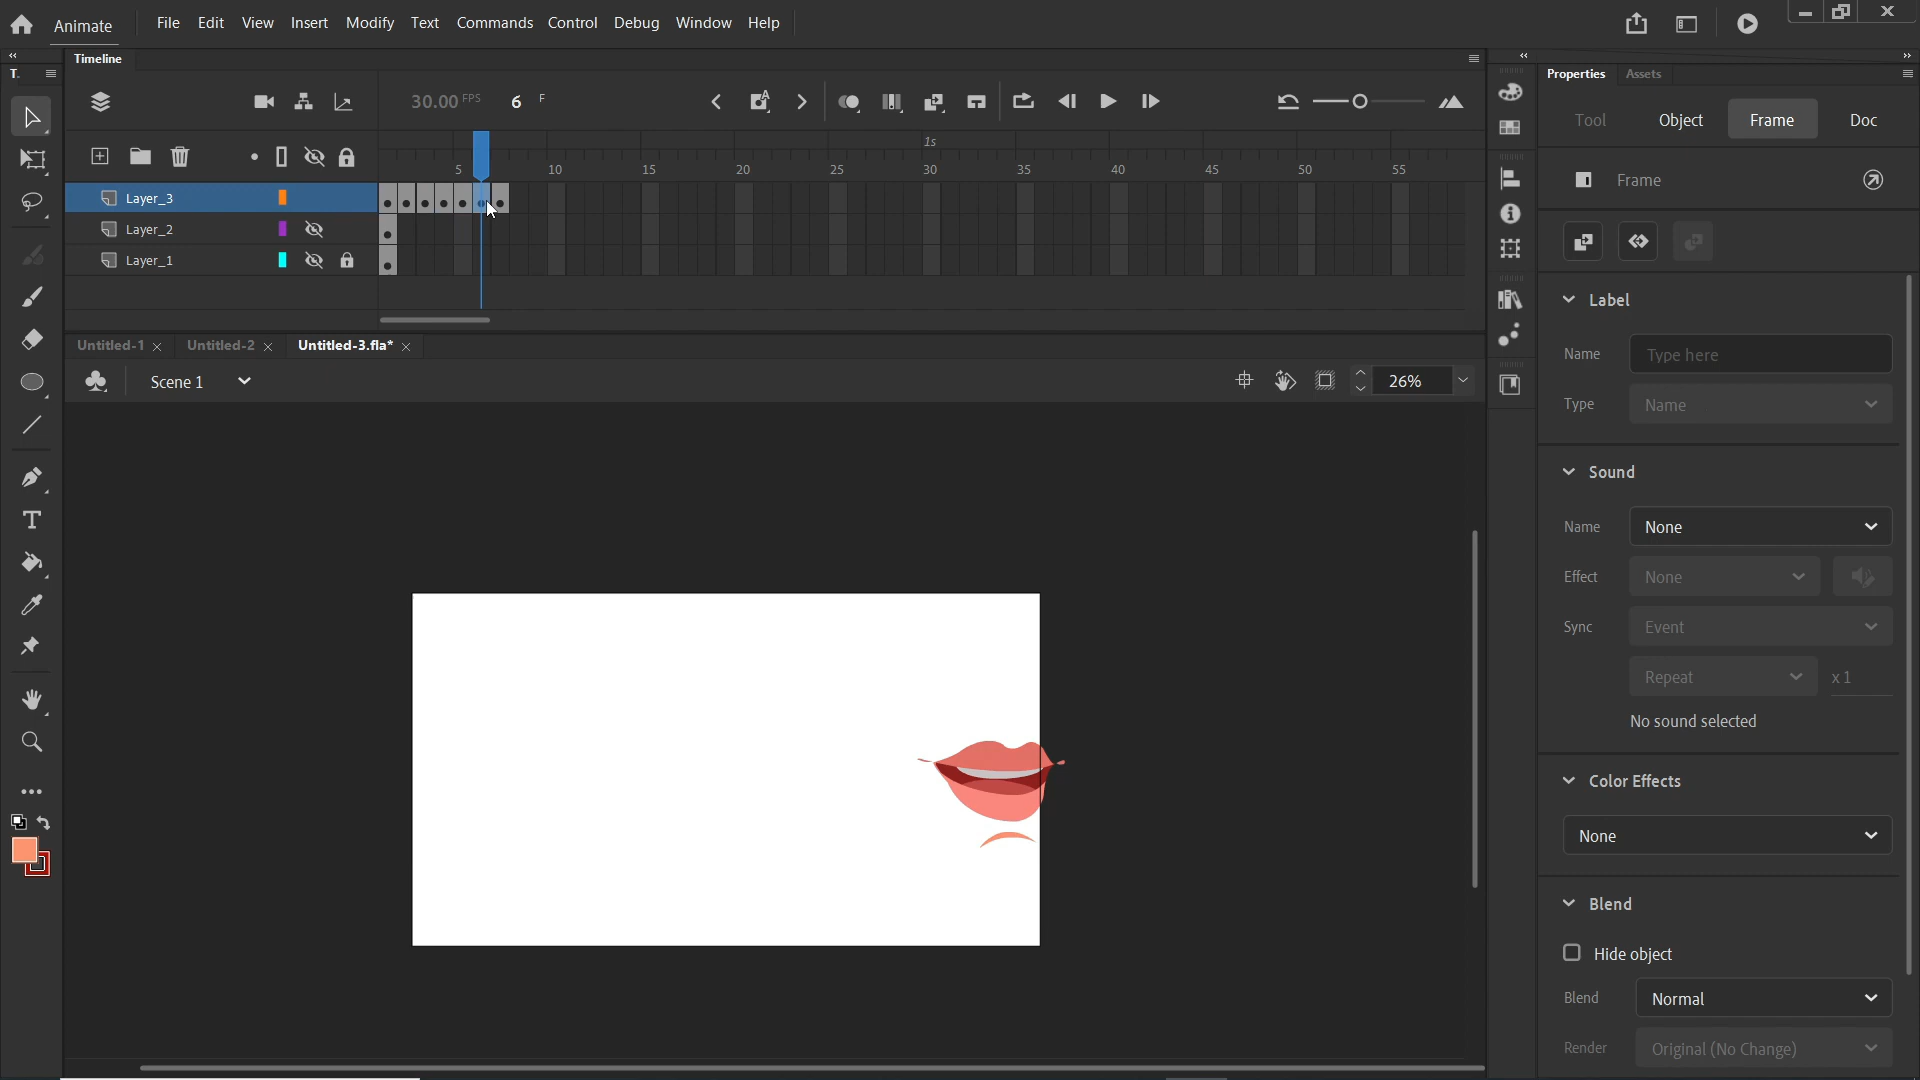 Animate File Edit View Insert Modify Text Commands Control Debug Window Help
Timeline
T.
Properties Assets
30.00 FPS 6 F
Tool Object Frame Doc
1s
5 10 15 20 25 30 35 40 45 50 55
Frame
Layer_3
Layer_2
Layer_1
Label
Name Type here
Type Name
Untitled-1 × Untitled-2 × Untitled-3.fla* ×
Scene 1
26%
Sound
Name None
Effect None
Sync Event
Repeat x 1
No sound selected
Color Effects
None
Blend
Hide object
Blend Normal
Render Original (No Change)